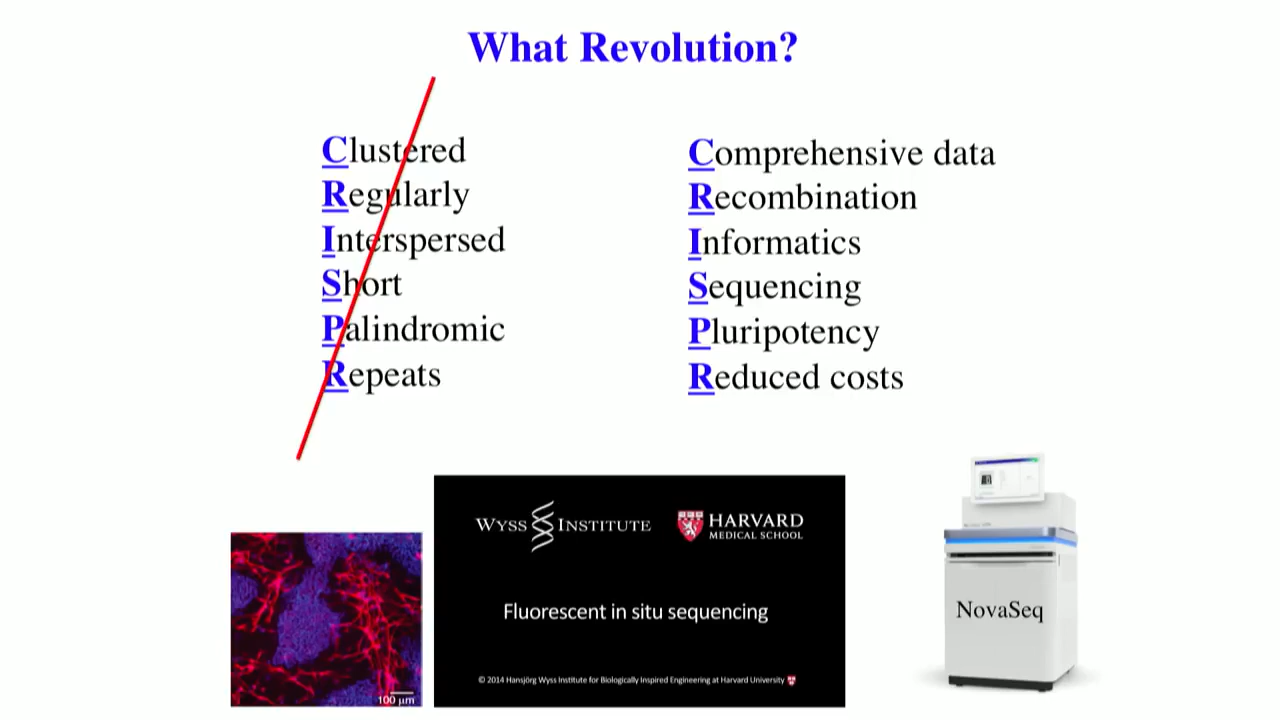 What Revolution?
Clustered
Regularly
Interspersed
Short
Palindromic
Repeats
Comprehensive data
Recombination
Informatics
Sequencing
Pluripotency
Reduced costs
100 µm
WYSS INSTITUTE
HARVARD
MEDICAL SCHOOL
Fluorescent in situ sequencing
© 2014 Hansjörg Wyss Institute for Biologically Inspired Engineering at Harvard University
NovaSeq